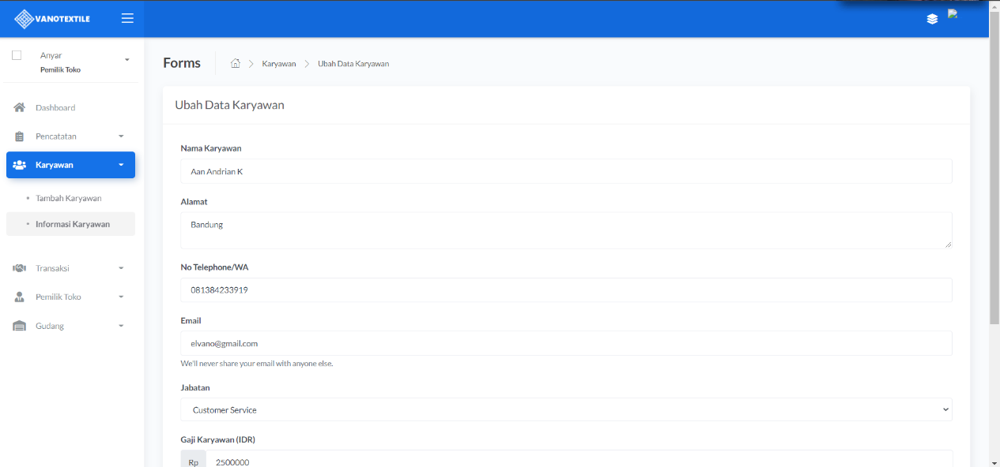 VANOTEXTILE
Anyar
Pemilik Toko
Dashboard
Pencatatan
Karyawan
Tambah Karyawan
Informasi Karyawan
Transaksi
Pemilik Toko
Gudang
Forms
Karyawan
Ubah Data Karyawan
Ubah Data Karyawan
Nama Karyawan
Aan Andrian K
Alamat
Bandung
No Telephone/WA
081384233919
Email
elvano@gmail.com
We'll never share your email with anyone else.
Jabatan
Customer Service
Gaji Karyawan (IDR)
Rp 2500000